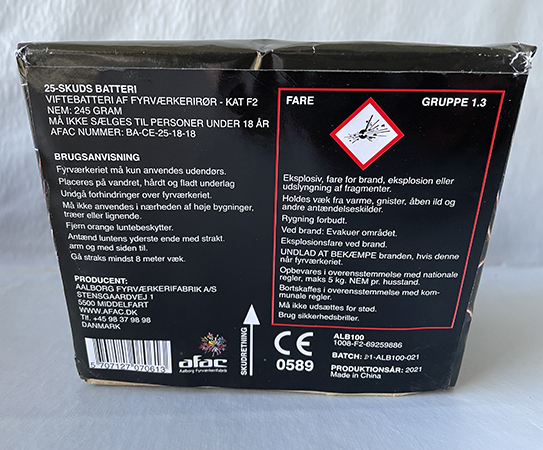 25-SKUDS BATTERI
VIFTEBATTERI AF FYRVÆRKERIRØR - KAT F2
NEM: 245 GRAM
MÅ IKKE SÆLGES TIL PERSONER UNDER 18 ÅR
AFAC NUMMER: BA-CE-25-18-18
BRUGSANVISNING
Fyrværkeriet må kun anvendes udendørs.
Placeres på vandret, hårdt og fladt underlag
Undgå forhindringer over fyrværkeriet.
Må ikke anvendes i nærheden af høje bygninger,
træer eller lignende.
Fjern orange luntebeskytter.
Antænd luntens yderste ende med strakt
arm og med siden til.
Gå straks mindst 8 meter væk.
PRODUCENT:
AALBORG FYRVÆRKERIFABRIK A/S
STENSGAARDVEJ 1
5500 MIDDELFART
WWW.AFAC.DK
Tlf. +45 98 37 98 98
DANMARK
5 707127 070613
afac
Aalborg Fyrværkerifabrik
SKUDRETNING
FARE GRUPPE 1.3
Eksplosiv, fare for brand, eksplosion eller
udslyngning af fragmenter.
Holdes væk fra varme, gnister, åben ild og
andre antændelseskilder.
Rygning forbudt.
Ved brand: Evakuer området.
Eksplosionsfare ved brand.
UNDLAD AT BEKÆMPE branden, hvis denne
når fyrværkeriet.
Opbevares i overensstemmelse med nationale
regler, maks 5 kg. NEM pr. husstand.
Bortskaffes i overensstemmelse med kom-
munale regler.
Må ikke udsættes for stød.
Brug sikkerhedsbriller.
CE
0589
ALB100
1008-F2-69259886
BATCH: 21-ALB100-021
PRODUKTIONSÅR: 2021
Made in China